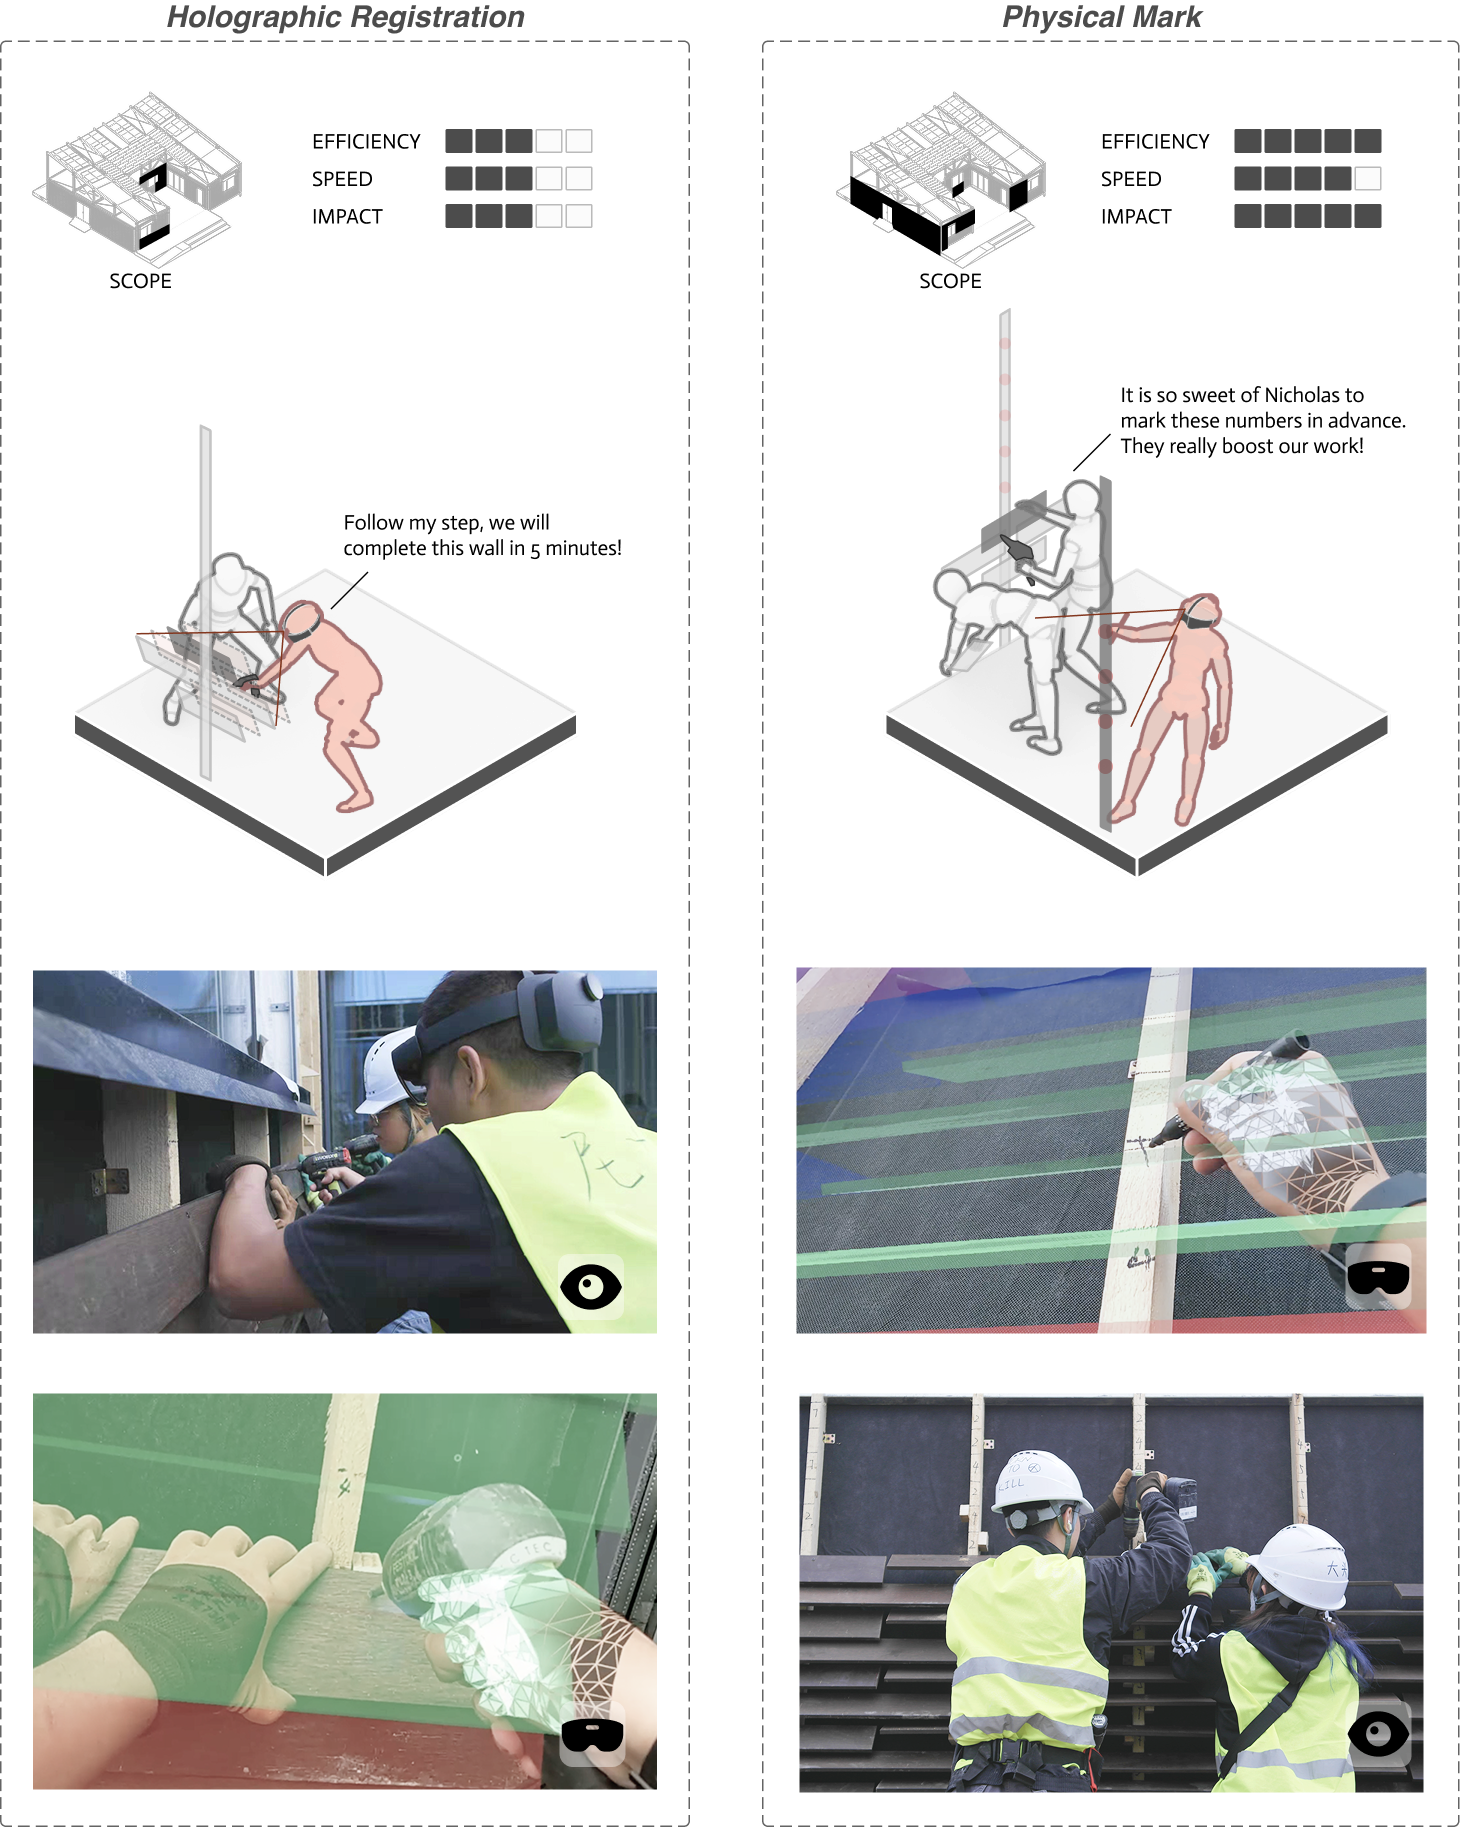 Holographic Registration
EFFICIENCY
SPEED
IMPACT
SCOPE
Follow my step, we will
complete this wall in 5 minutes!
C TEC
Physical Mark
EFFICIENCY
SPEED
IMPACT
SCOPE
It is so sweet of Nicholas to
mark these numbers in advance.
They really boost our work!